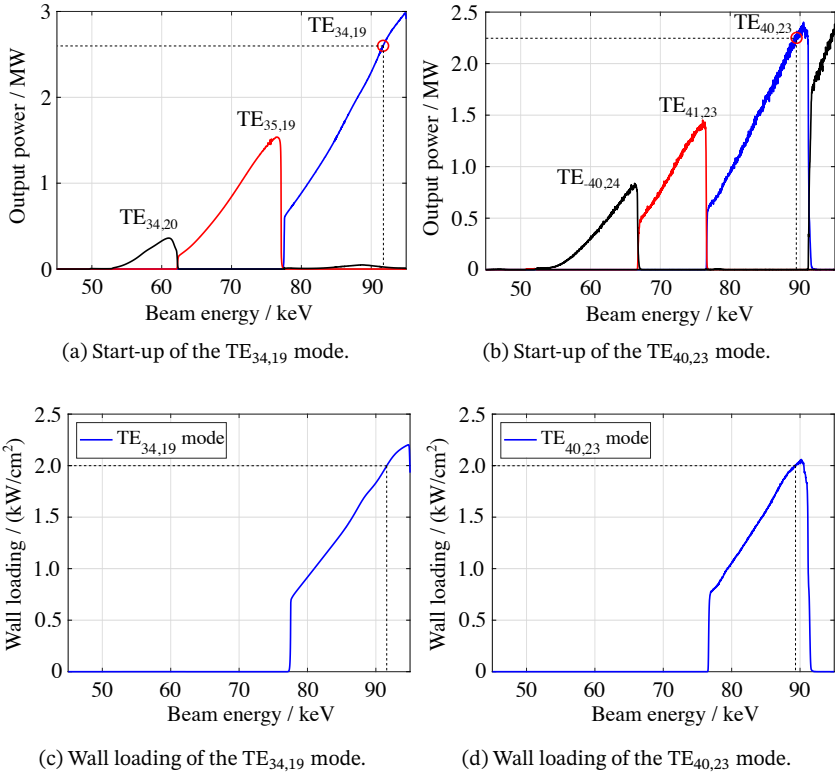 TE34,19
TE35,19
TE34,20
3
2
1
0
50 60 70 80 90
Output power / MW
Beam energy / keV
(a) Start-up of the TE34,19 mode.
TE40,23
TE41,23
TE-40,24
2.5
2.0
1.5
1.0
0.5
0
50 60 70 80 90
Output power / MW
Beam energy / keV
(b) Start-up of the TE40,23 mode.
TE34,19 mode
2.5
2.0
1.5
1.0
0.5
0
50 60 70 80 90
Wall loading / (kW/cm²)
Beam energy / keV
(c) Wall loading of the TE34,19 mode.
TE40,23 mode
2.5
2.0
1.5
1.0
0.5
0
50 60 70 80 90
Wall loading / (kW/cm²)
Beam energy / keV
(d) Wall loading of the TE40,23 mode.